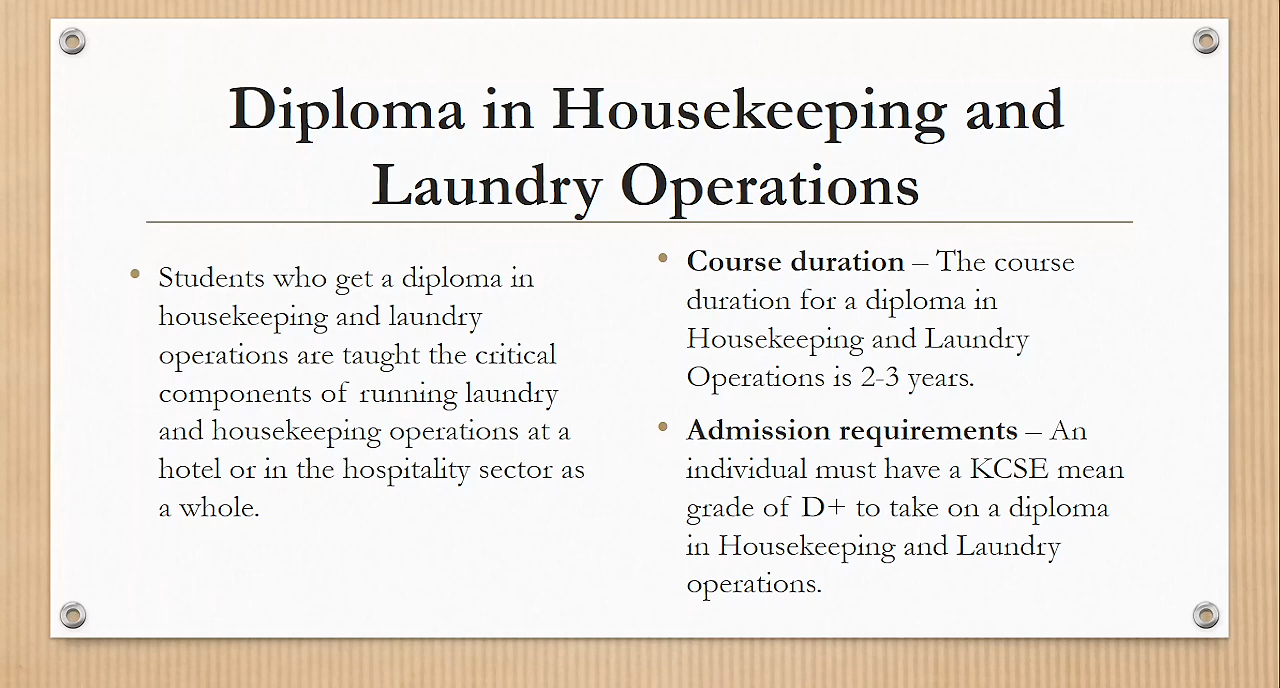 Diploma in Housekeeping and
Laundry Operations
• Students who get a diploma in
housekeeping and laundry
operations are taught the critical
components of running laundry
and housekeeping operations at a
hotel or in the hospitality sector as
a whole.
• Course duration – The course
duration for a diploma in
Housekeeping and Laundry
Operations is 2-3 years.
• Admission requirements – An
individual must have a KCSE mean
grade of D+ to take on a diploma
in Housekeeping and Laundry
operations.